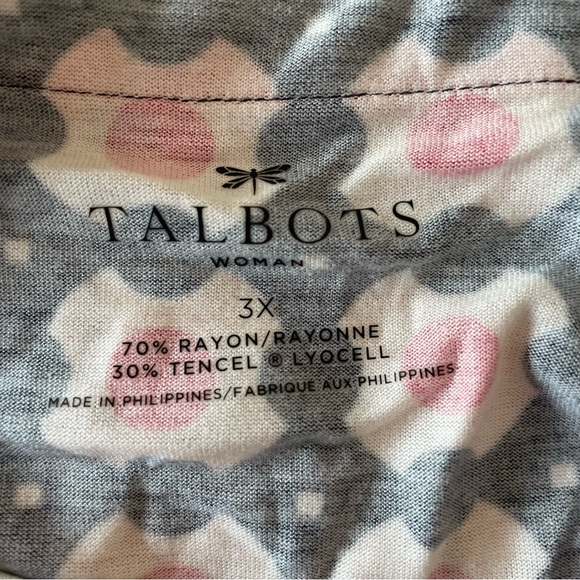 TALBOTS
WOMAN
3X
70% RAYON/RAYONNE
30% TENCEL ® LYOCELL
MADE IN PHILIPPINES/FABRIQUE AUX PHILIPPINES